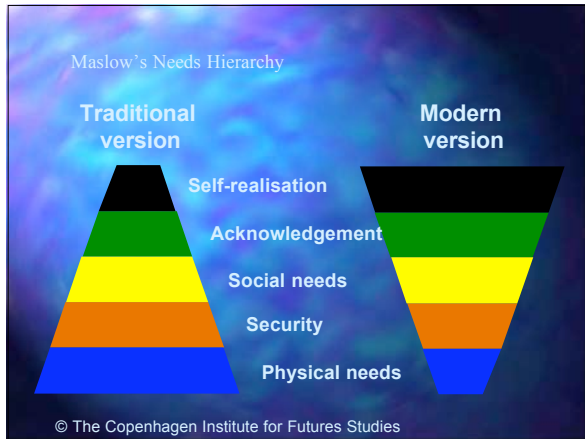 Maslow's Needs Hierarchy
Traditional
version
Modern
version
Self-realisation
Acknowledgement
Social needs
Security
Physical needs
© The Copenhagen Institute for Futures Studies